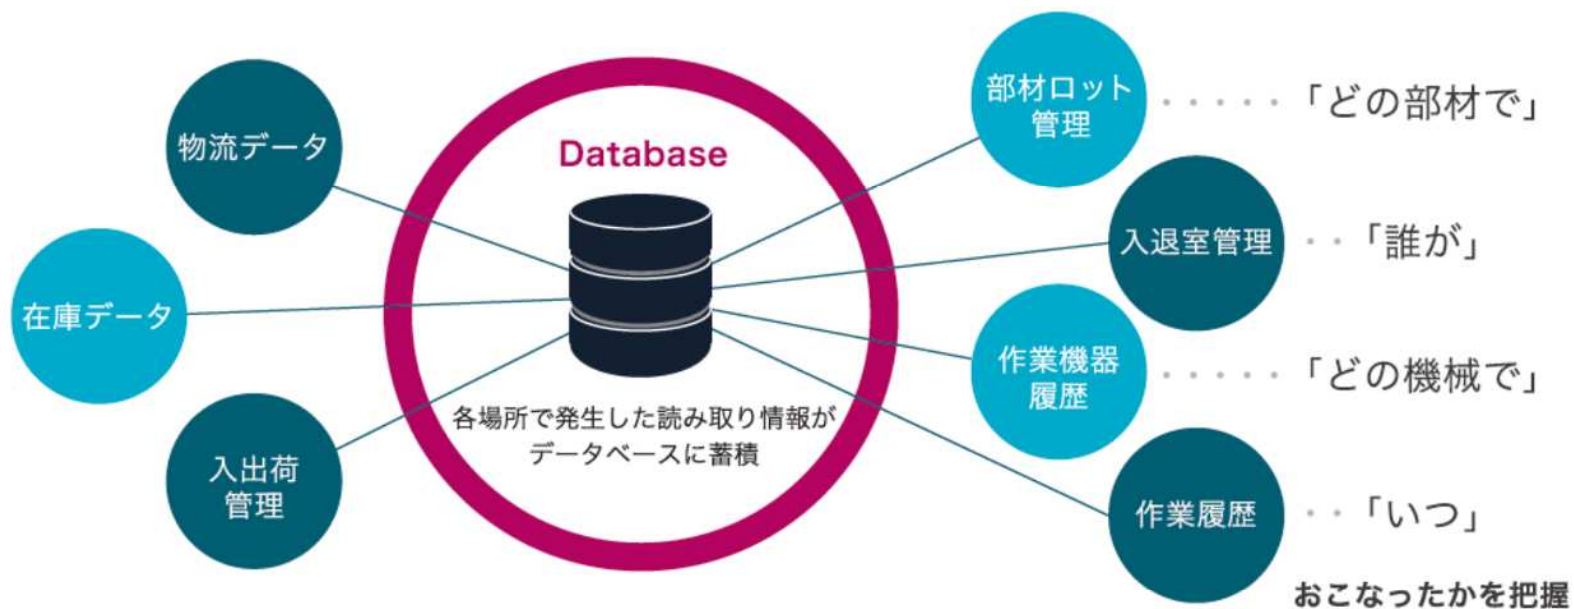 物流データ
在庫データ
入出荷
管理
Database
各場所で発生した読み取り情報が
データベースに蓄積
部材ロット
管理
「どの部材で」
入退室管理
「誰が」
作業機器
履歴
「どの機械で」
作業履歴
「いつ」
おこなったかを把握